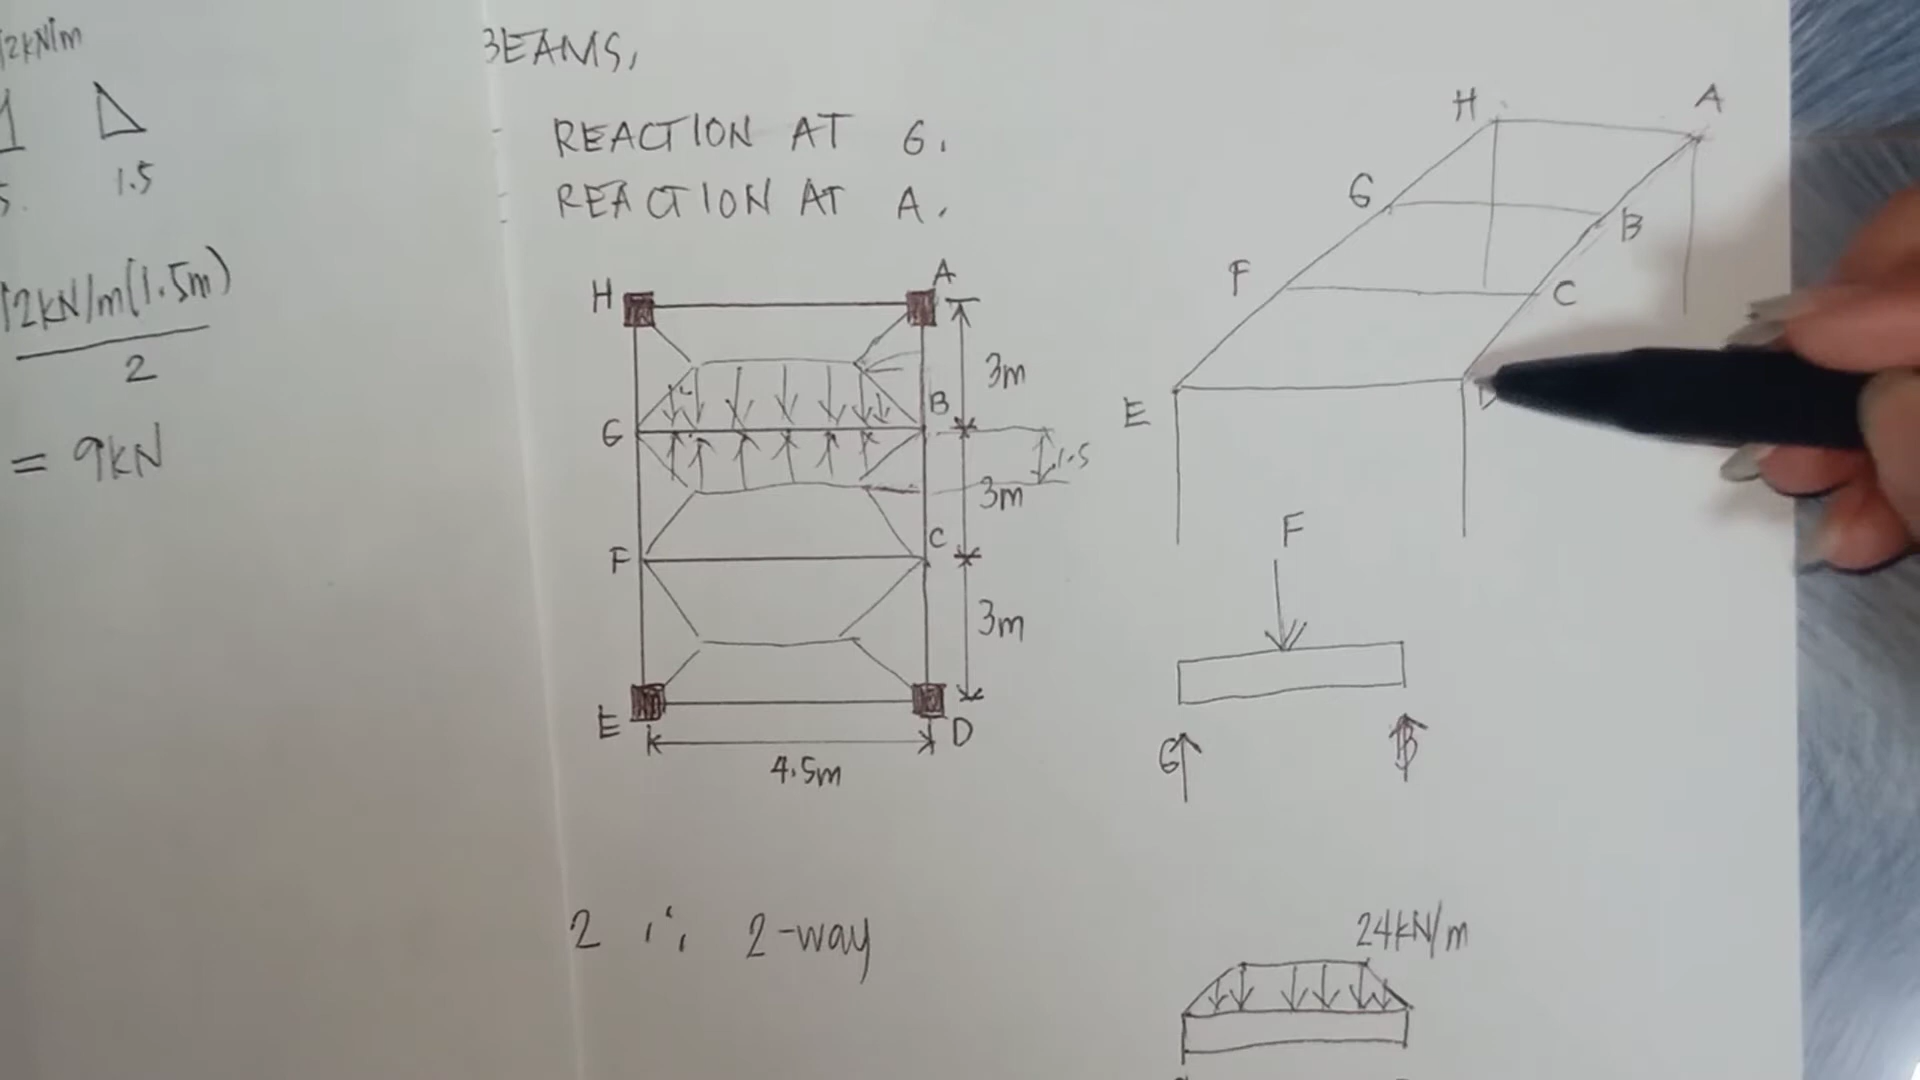 12kN/m
1.5
12kN/m(1.5m)
2
= 9kN
BEAMS,
REACTION AT G.
REACTION AT A.
H
A
3m
G
B
1.5
3m
F
C
3m
E
D
4.5m
2 ∴ 2-way
H
A
G
B
F
C
E
F
G
B
24kN/m